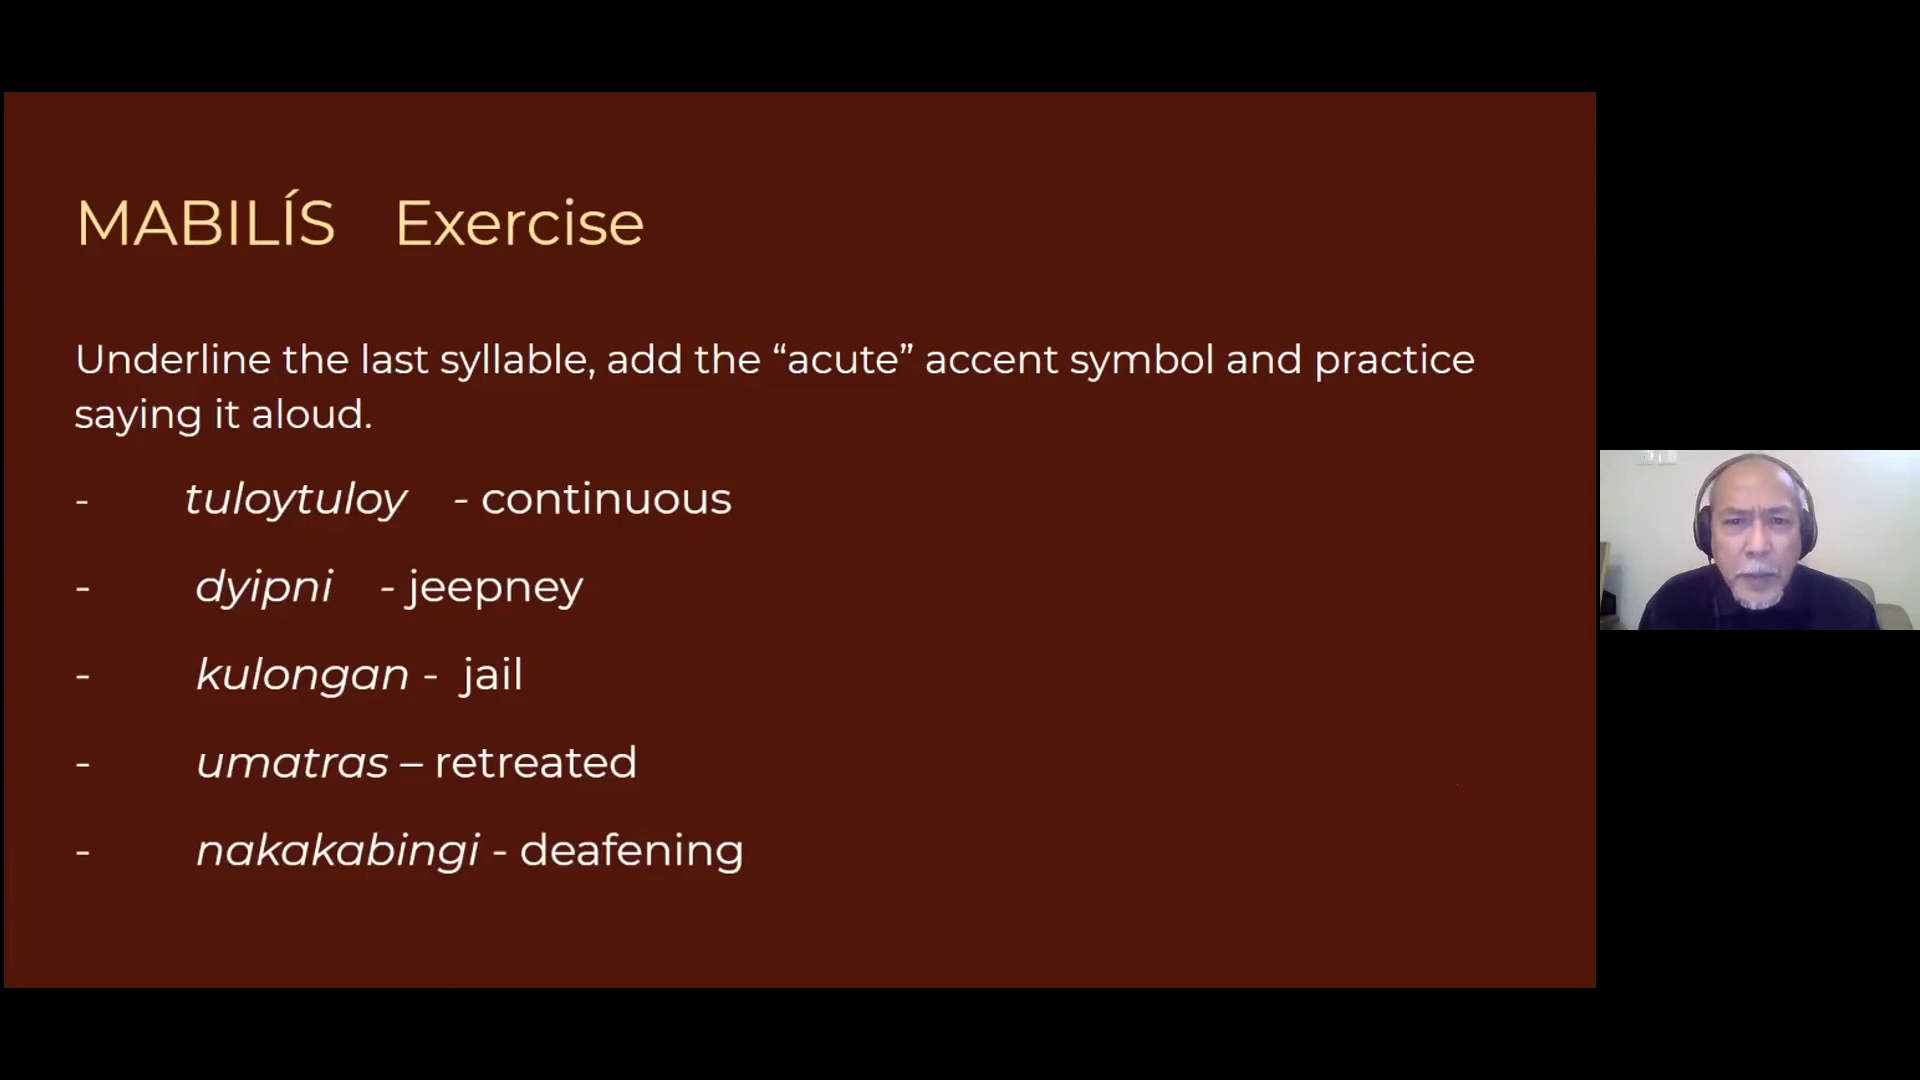 MABILÍS Exercise
Underline the last syllable, add the “acute” accent symbol and practice
saying it aloud.
- tuloytuloy - continuous
- dyipni - jeepney
- kulongan - jail
- umatras – retreated
- nakakabingi - deafening